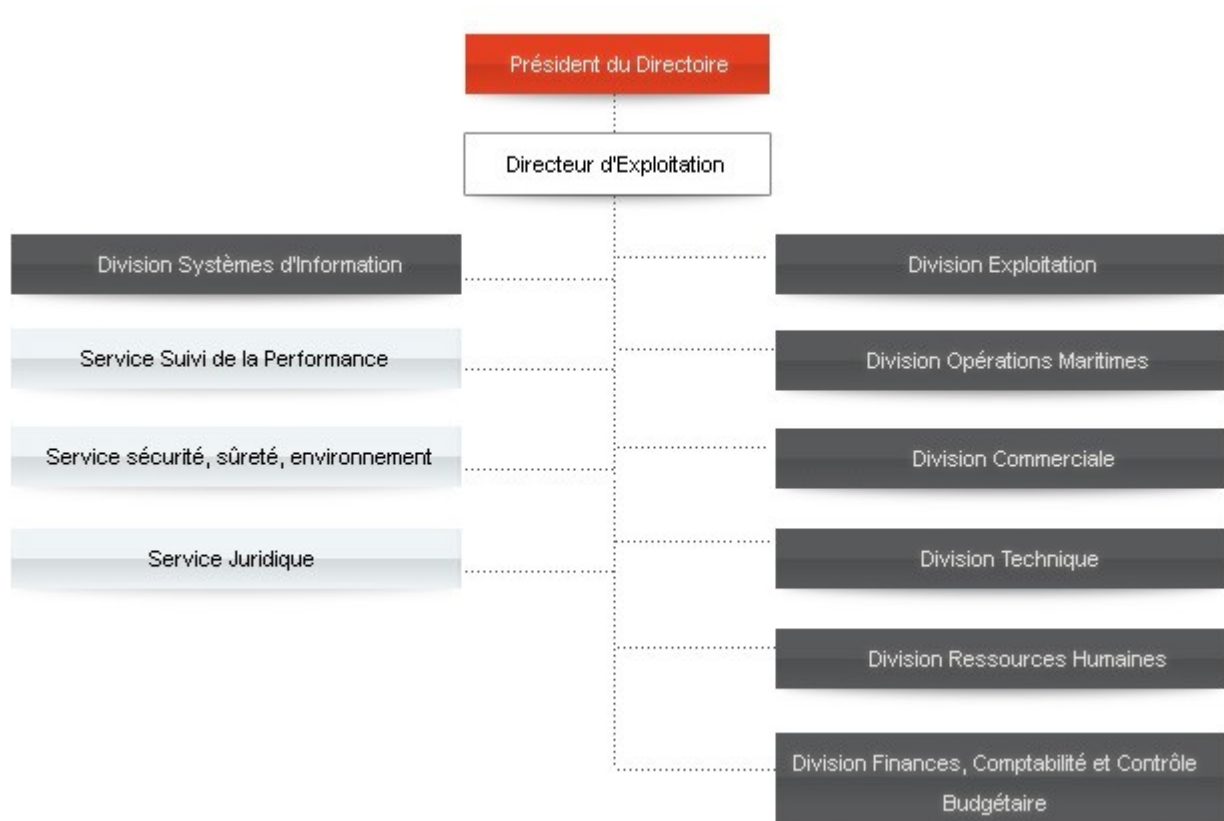 Président du Directoire
Directeur d'Exploitation
Division Systèmes d'Information
Service Suivi de la Performance
Service sécurité, sûreté, environnement
Service Juridique
Division Exploitation
Division Opérations Maritimes
Division Commerciale
Division Technique
Division Ressources Humaines
Division Finances, Comptabilité et Contrôle
Budgétaire